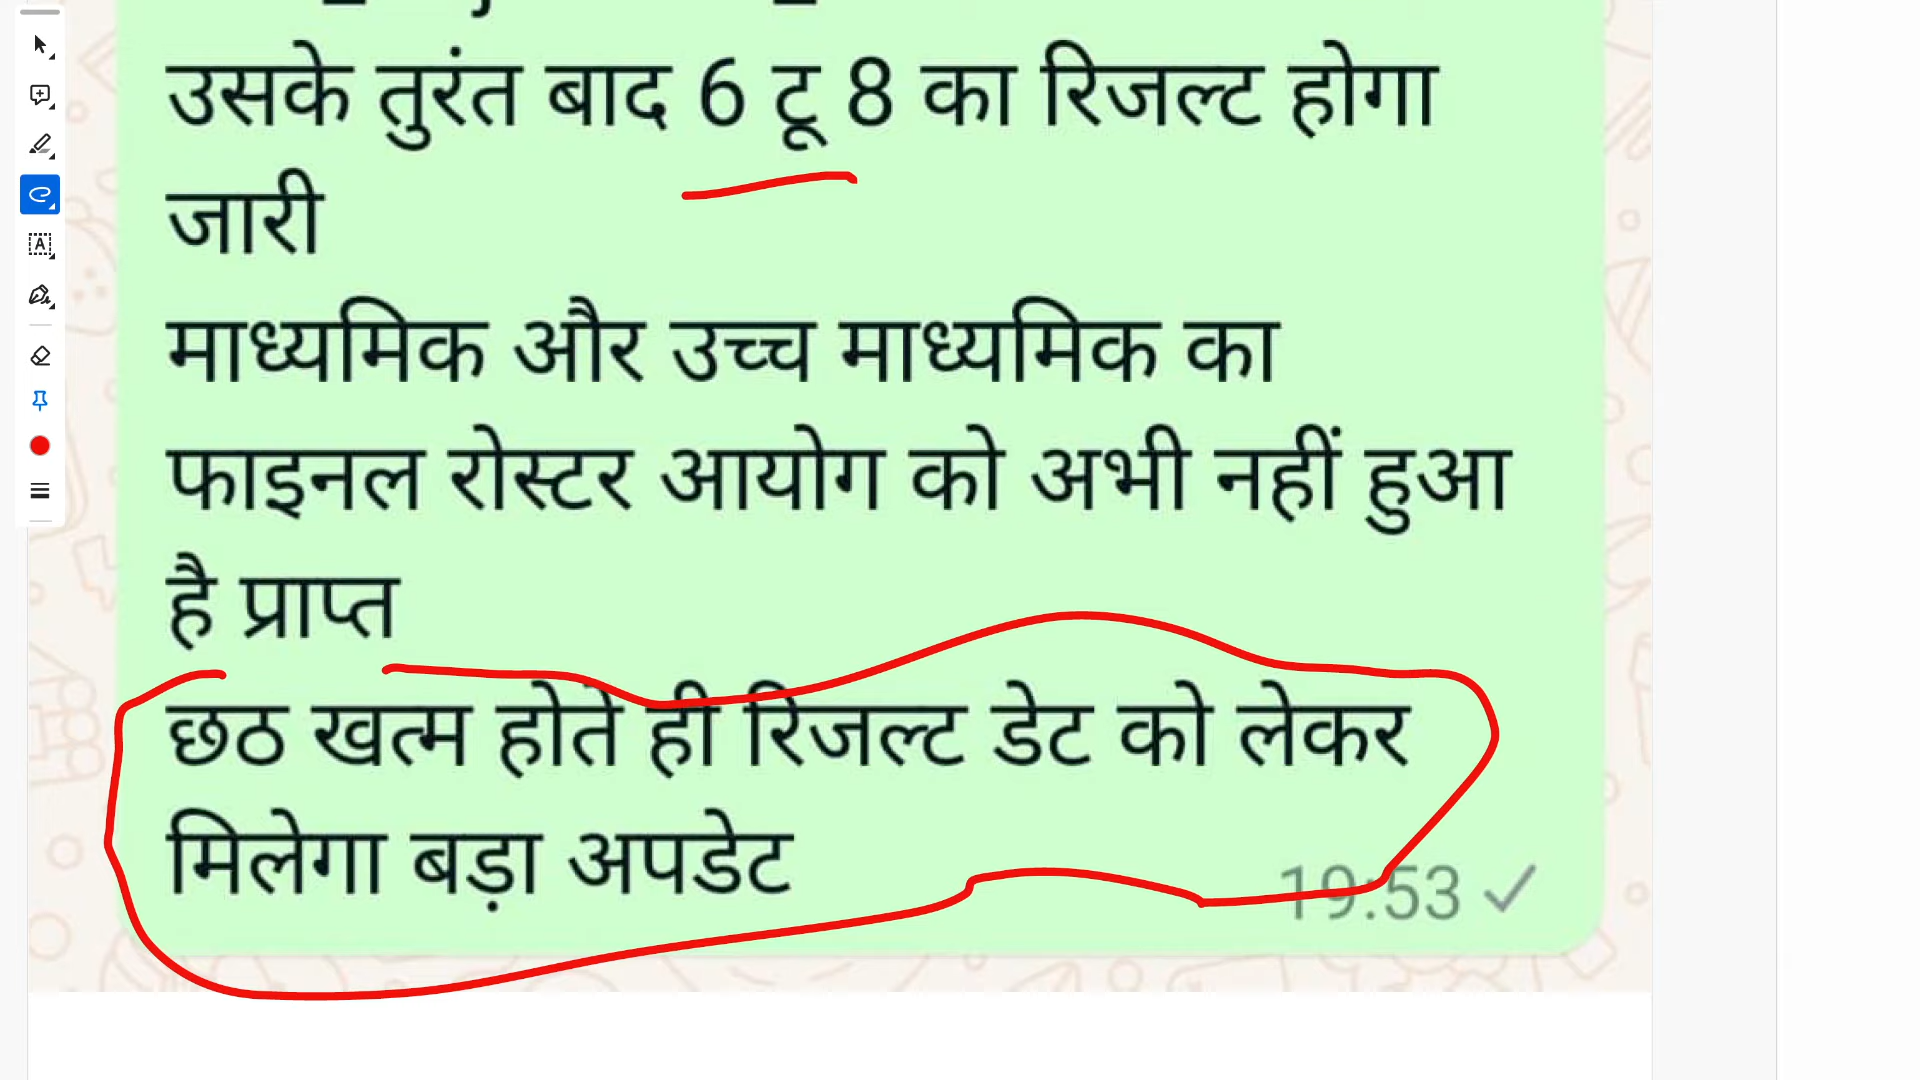 उसके तुरंत बाद 6 टू 8 का रिजल्ट होगा
जारी
माध्यमिक और उच्च माध्यमिक का
फाइनल रोस्टर आयोग को अभी नहीं हुआ
है प्राप्त
छठ खत्म होते ही रिजल्ट डेट को लेकर
मिलेगा बड़ा अपडेट
19:53